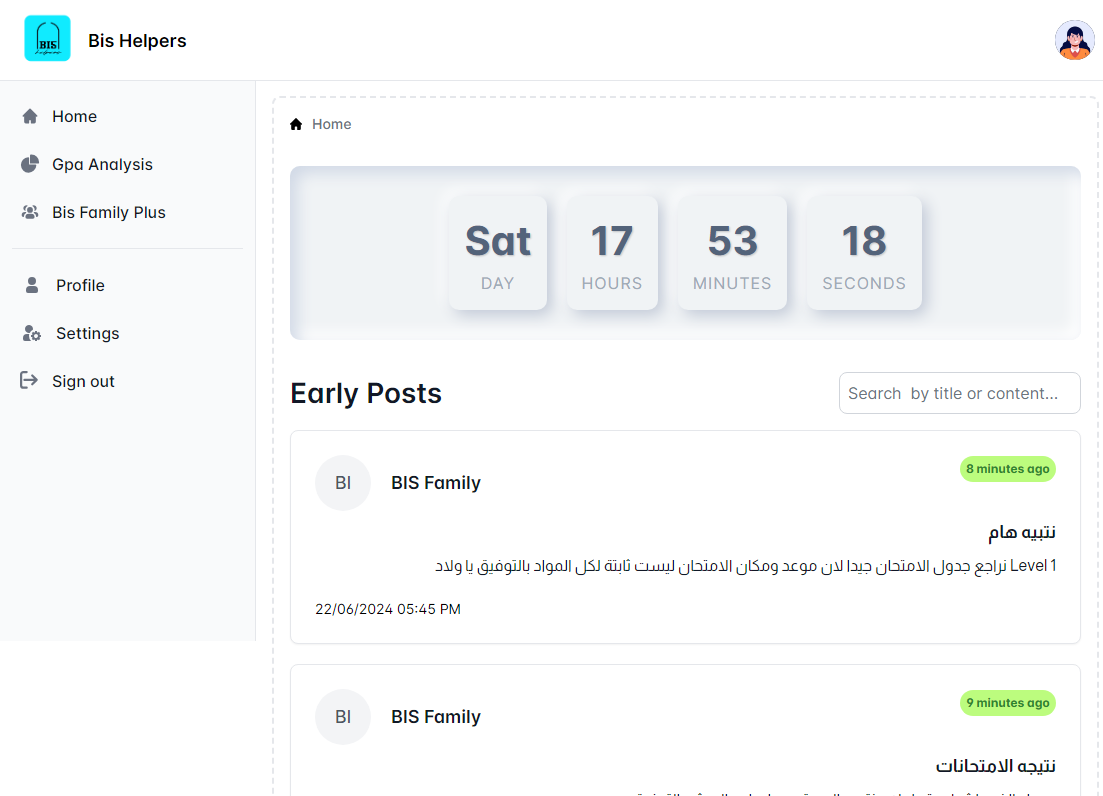 BIS
Bis Helpers
Home
Gpa Analysis
Bis Family Plus
Profile
Settings
Sign out
Home
Sat
DAY
17
HOURS
53
MINUTES
18
SECONDS
Early Posts
Search by title or content...
BI
BIS Family
8 minutes ago
نتبيه هام
Level 1 نراجع جدول الامتحان جيدا لان موعد ومكان الامتحان ليست ثابتة لكل المواد بالتوفيق يا ولاد
22/06/2024 05:45 PM
BI
BIS Family
9 minutes ago
نتيجه الامتحانات